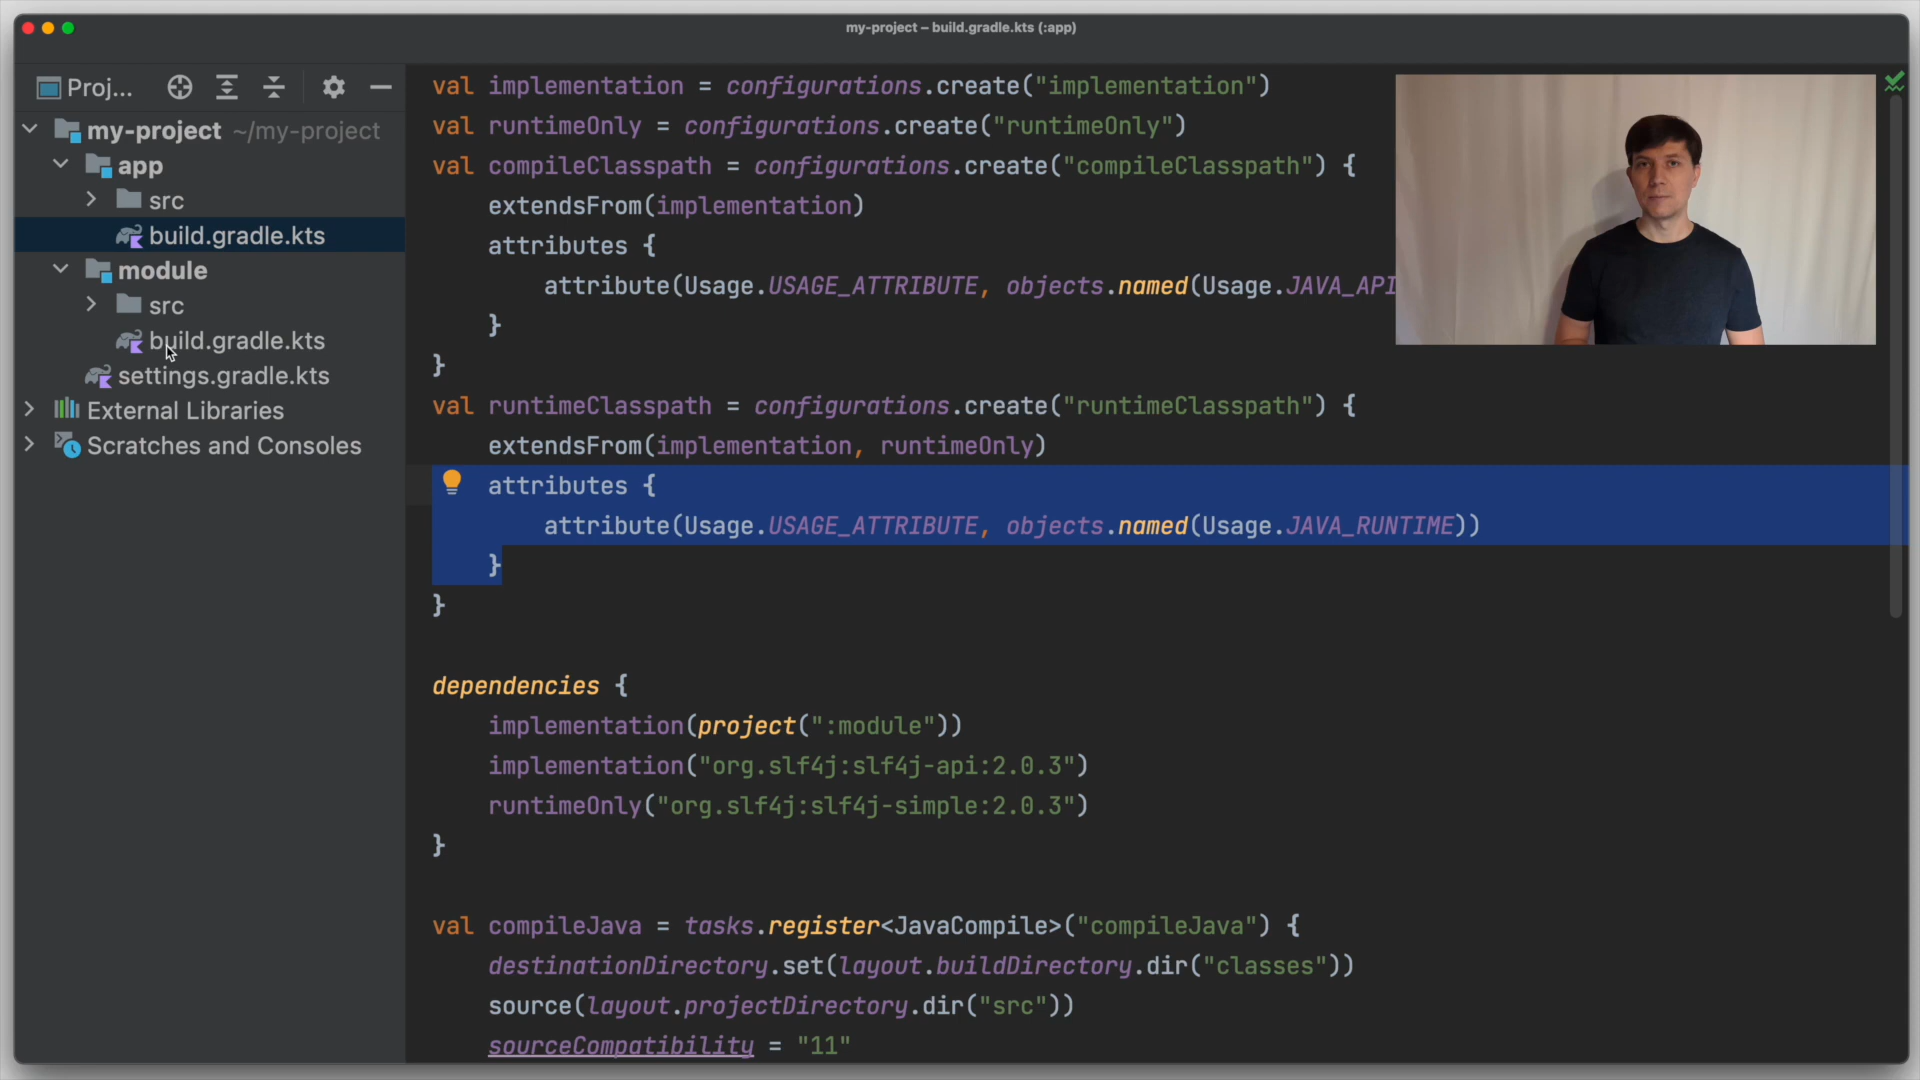 my-project – build.gradle.kts (:app)
Proj...
my-project ~/my-project
app
src
build.gradle.kts
module
src
build.gradle.kts
settings.gradle.kts
External Libraries
Scratches and Consoles
val implementation = configurations.create("implementation")
val runtimeOnly = configurations.create("runtimeOnly")
val compileClasspath = configurations.create("compileClasspath") {
extendsFrom(implementation)
attributes {
attribute(Usage.USAGE_ATTRIBUTE, objects.named(Usage.JAVA_API
}
}
val runtimeClasspath = configurations.create("runtimeClasspath") {
extendsFrom(implementation, runtimeOnly)
attributes {
attribute(Usage.USAGE_ATTRIBUTE, objects.named(Usage.JAVA_RUNTIME))
}
}
dependencies {
implementation(project(":module"))
implementation("org.slf4j:slf4j-api:2.0.3")
runtimeOnly("org.slf4j:slf4j-simple:2.0.3")
}
val compileJava = tasks.register<JavaCompile>("compileJava") {
destinationDirectory.set(layout.buildDirectory.dir("classes"))
source(layout.projectDirectory.dir("src"))
sourceCompatibility = "11"